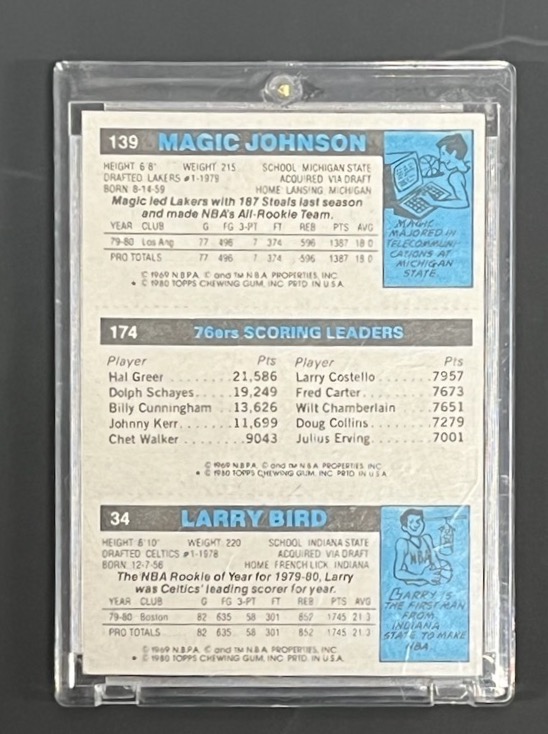 139 MAGIC JOHNSON
HEIGHT 6'8" WEIGHT 215 SCHOOL MICHIGAN STATE
DRAFTED LAKERS #1-1979 ACQUIRED VIA DRAFT
BORN 8-14-59 HOME LANSING, MICHIGAN
Magic led Lakers with 187 Steals last season
and made NBA's All-Rookie Team.
YEAR CLUB G FG 3-PT FT REB PTS AVG
79-80 Los Ang 77 496 7 374 596 1387 18.0
PRO TOTALS 77 496 7 374 596 1387 18.0
© 1969 N.B.P.A. © and TM N.B.A. PROPERTIES, INC.
* © 1980 TOPPS CHEWING GUM, INC. PRTD. IN U.S.A.
MAGIC
MAJORED IN
TELECOMMUNI-
CATIONS AT
MICHIGAN
STATE.
174 76ers SCORING LEADERS
Player Pts Player Pts
Hal Greer ........ 21,586 Larry Costello ...... 7957
Dolph Schayes .... 19,249 Fred Carter ......... 7673
Billy Cunningham .. 13,626 Wilt Chamberlain 7651
Johnny Kerr ...... 11,699 Doug Collins ........ 7279
Chet Walker ....... 9043 Julius Erving ....... 7001
© 1969 N.B.P.A. © and TM N.B.A. PROPERTIES, INC.
* © 1980 TOPPS CHEWING GUM, INC. PRTD. IN U.S.A.
34 LARRY BIRD
HEIGHT 6'10" WEIGHT 220 SCHOOL INDIANA STATE
DRAFTED CELTICS #1-1978 ACQUIRED VIA DRAFT
BORN 12-7-56 HOME FRENCH LICK, INDIANA
The NBA Rookie of Year for 1979-80, Larry
was Celtics' leading scorer for year.
YEAR CLUB G FG 3-PT FT REB PTS AVG
79-80 Boston 82 635 58 301 852 1745 21.3
PRO TOTALS 82 635 58 301 852 1745 21.3
© 1969 N.B.P.A. © and TM N.B.A. PROPERTIES, INC.
* © 1980 TOPPS CHEWING GUM, INC. PRTD. IN U.S.A.
NBA
LARRY IS
THE FIRST MAN
FROM
INDIANA
STATE TO MAKE
NBA.